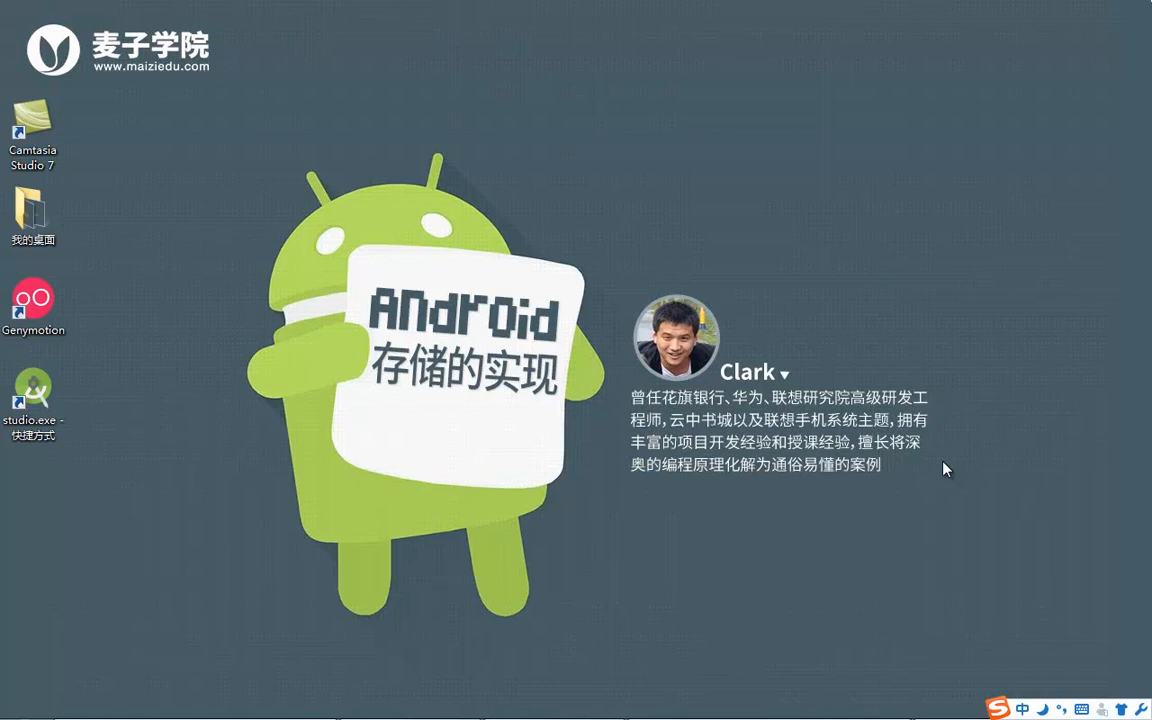 麦子学院
www.maiziedu.com
Camtasia
Studio 7
我的桌面
Genymotion
studio.exe -
快捷方式
Android
存储的实现
Clark
曾任花旗银行、华为、联想研究院高级研发工
程师，云中书城以及联想手机系统主题，拥有
丰富的项目开发经验和授课经验，擅长将深
奥的编程原理化解为通俗易懂的案例
中